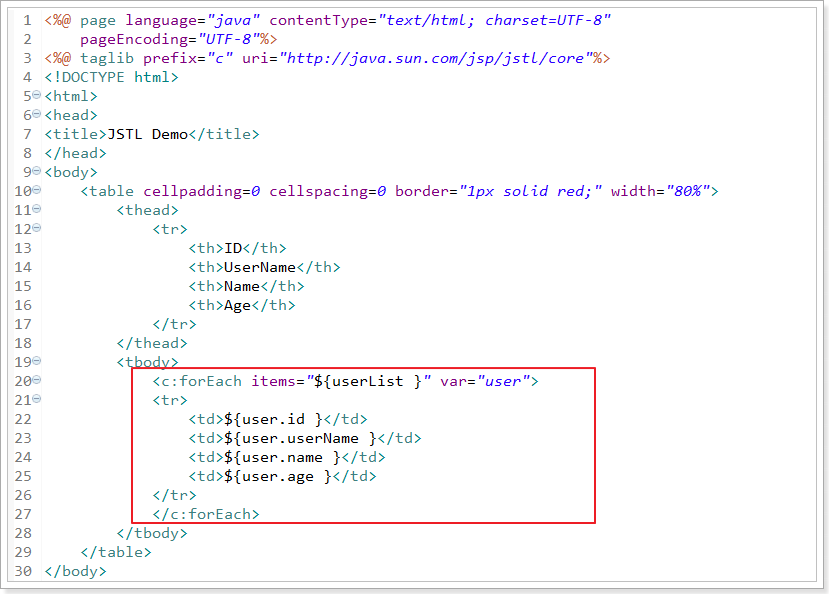 1 <%@ page language="java" contentType="text/html; charset=UTF-8"
2     pageEncoding="UTF-8"%>
3 <%@ taglib prefix="c" uri="http://java.sun.com/jsp/jstl/core"%>
4 <!DOCTYPE html>
5 <html>
6 <head>
7 <title>JSTL Demo</title>
8 </head>
9 <body>
10     <table cellpadding=0 cellspacing=0 border="1px solid red;" width="80%">
11         <thead>
12             <tr>
13                 <th>ID</th>
14                 <th>UserName</th>
15                 <th>Name</th>
16                 <th>Age</th>
17             </tr>
18         </thead>
19         <tbody>
20             <c:forEach items="${userList }" var="user">
21             <tr>
22                 <td>${user.id }</td>
23                 <td>${user.userName }</td>
24                 <td>${user.name }</td>
25                 <td>${user.age }</td>
26             </tr>
27             </c:forEach>
28         </tbody>
29     </table>
30 </body>